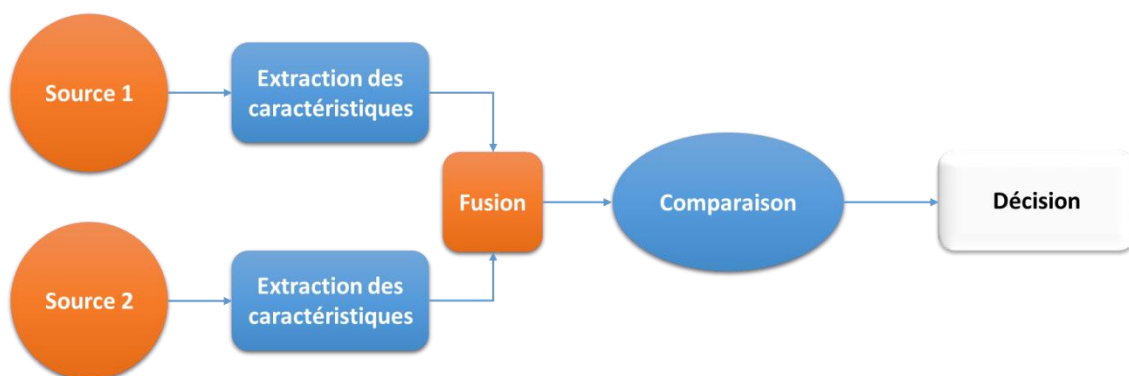 Source 1
Extraction des
caractéristiques
Fusion
Comparaison
Décision
Source 2
Extraction des
caractéristiques